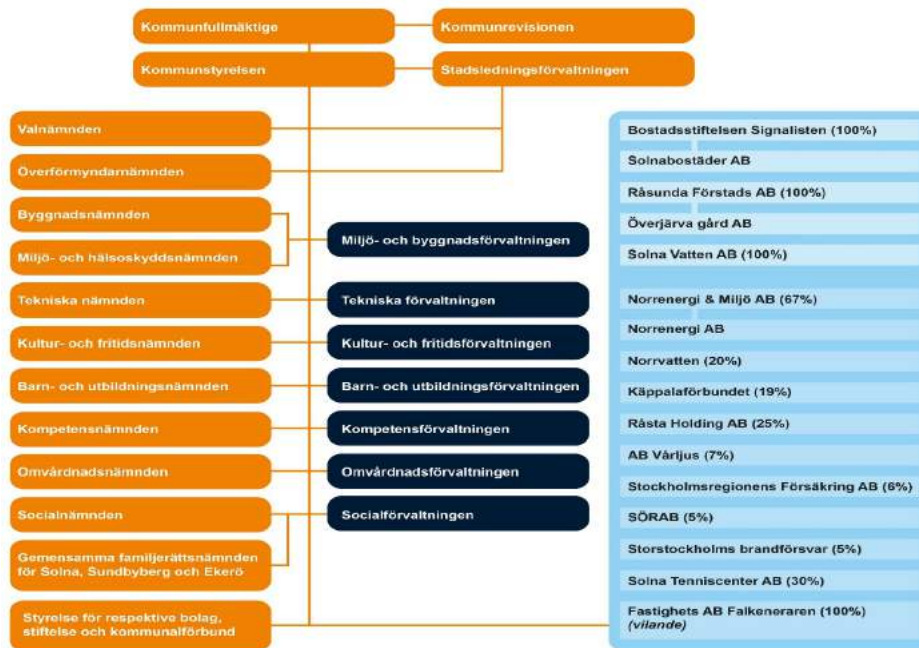 Kommunfullmäktige
Kommunrevisionen
Kommunstyrelsen
Stadsledningsförvaltningen
Valnämnden
Överförmyndarnämnden
Byggnadsnämnden
Miljö- och hälsoskyddsnämnden
Tekniska nämnden
Kultur- och fritidsnämnden
Barn- och utbildningsnämnden
Kompetensnämnden
Omvårdnadsnämnden
Socialnämnden
Gemensamma familjerättsnämnden
för Solna, Sundbyberg och Ekerö
Styrelse för respektive bolag,
stiftelse och kommunalförbund
Miljö- och byggnadsförvaltningen
Tekniska förvaltningen
Kultur- och fritidsförvaltningen
Barn- och utbildningsförvaltningen
Kompetensförvaltningen
Omvårdnadsförvaltningen
Socialförvaltningen
Bostadsstiftelsen Signalisten (100%)
Solnabostäder AB
Råsunda Förstads AB (100%)
Överjärva gård AB
Solna Vatten AB (100%)
Norrenergi & Miljö AB (67%)
Norrenergi AB
Norrvatten (20%)
Käppalaförbundet (19%)
Råsta Holding AB (25%)
AB Vårljus (7%)
Stockholmsregionens Försäkring AB (6%)
SÖRAB (5%)
Storstockholms brandförsvar (5%)
Solna Tenniscenter AB (30%)
Fastighets AB Falkeneraren (100%)
(vilande)